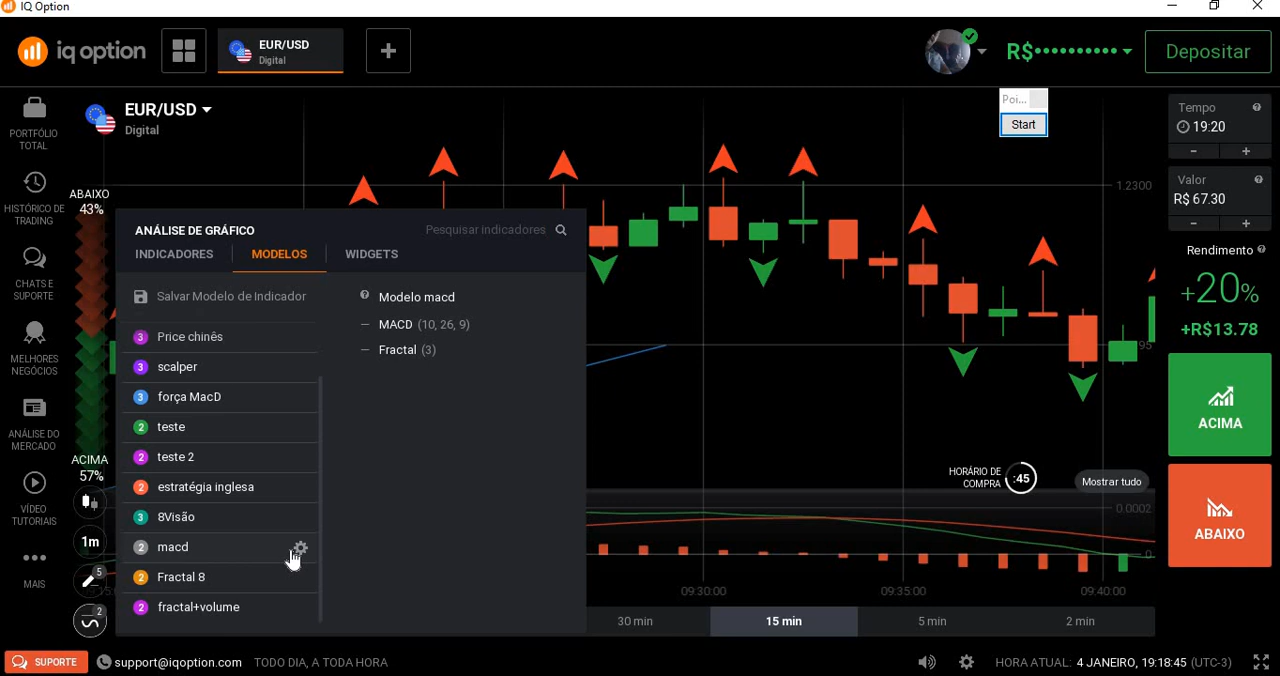 IQ Option
iq option
EUR/USD
Digital
R$••••••••••
Depositar
EUR/USD
Digital
Poi...
Start
PORTFÓLIO
TOTAL
HISTÓRICO DE
TRADING
CHATS E
SUPORTE
MELHORES
NEGÓCIOS
ANÁLISE DO
MERCADO
VÍDEO
TUTORIAIS
MAIS
ABAIXO
43%
ACIMA
57%
1m
5
2
ANÁLISE DE GRÁFICO
Pesquisar indicadores
INDICADORES
MODELOS
WIDGETS
Salvar Modelo de Indicador
3 Price chinês
3 scalper
3 força MacD
2 teste
2 teste 2
2 estratégia inglesa
3 8Visão
2 macd
2 Fractal 8
2 fractal+volume
Modelo macd
MACD (10, 26, 9)
Fractal (3)
1.2300
95
HORÁRIO DE
COMPRA
:45
Mostrar tudo
0.0002
0
09:30:00
09:35:00
09:40:00
30 min
15 min
5 min
2 min
Tempo
19:20
- +
Valor
R$ 67.30
- +
Rendimento
+20%
+R$13.78
ACIMA
ABAIXO
SUPORTE
support@iqoption.com
TODO DIA, A TODA HORA
HORA ATUAL: 4 JANEIRO, 19:18:45 (UTC-3)